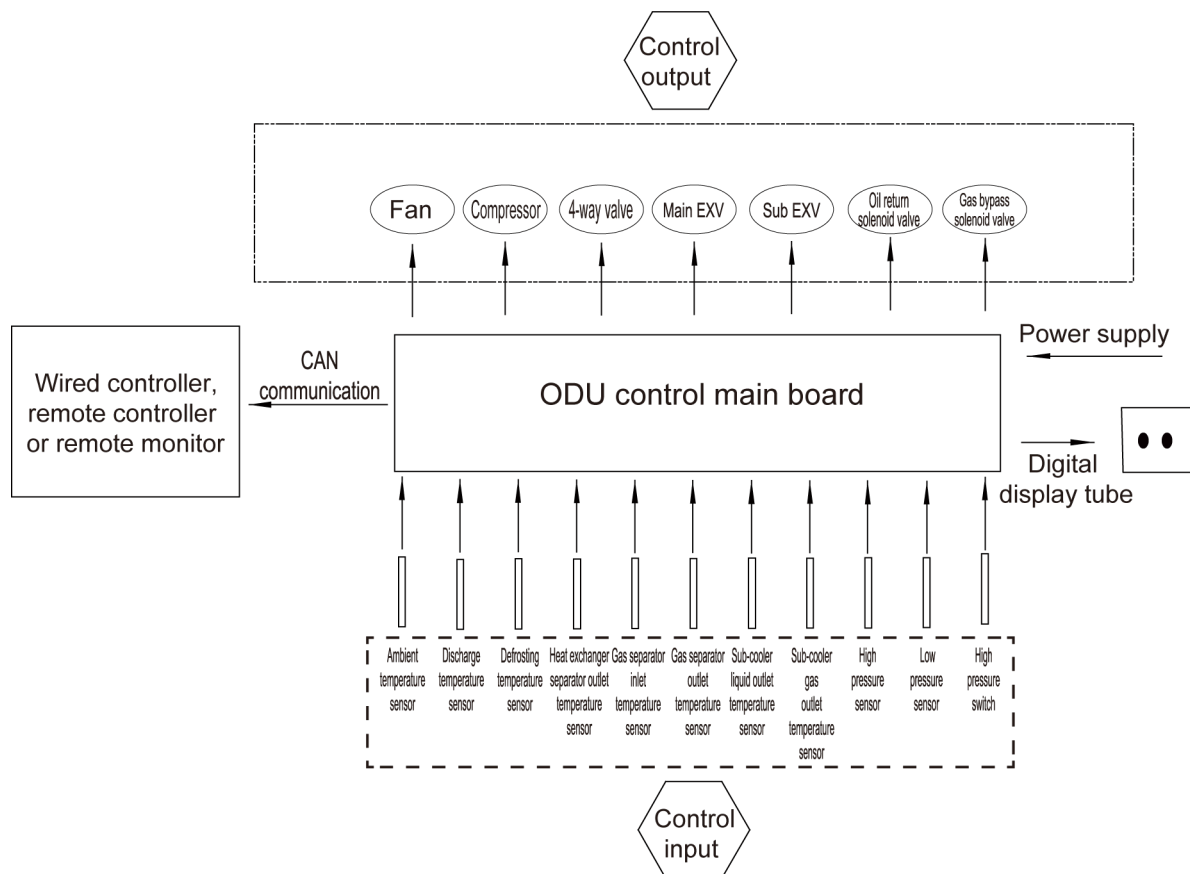 Control
output
Fan
Compressor
4-way valve
Main EXV
Sub EXV
Oil return
solenoid valve
Gas bypass
solenoid valve
Wired controller,
remote controller
or remote monitor
CAN
communication
ODU control main board
Power supply
Digital
display tube
Ambient
temperature
sensor
Discharge
temperature
sensor
Defrosting
temperature
sensor
Heat exchanger
separator outlet
temperature
sensor
Gas separator
inlet
temperature
sensor
Gas separator
outlet
temperature
sensor
Sub-cooler
liquid outlet
temperature
sensor
Sub-cooler
gas
outlet
temperature
sensor
High
pressure
sensor
Low
pressure
sensor
High
pressure
switch
Control
input